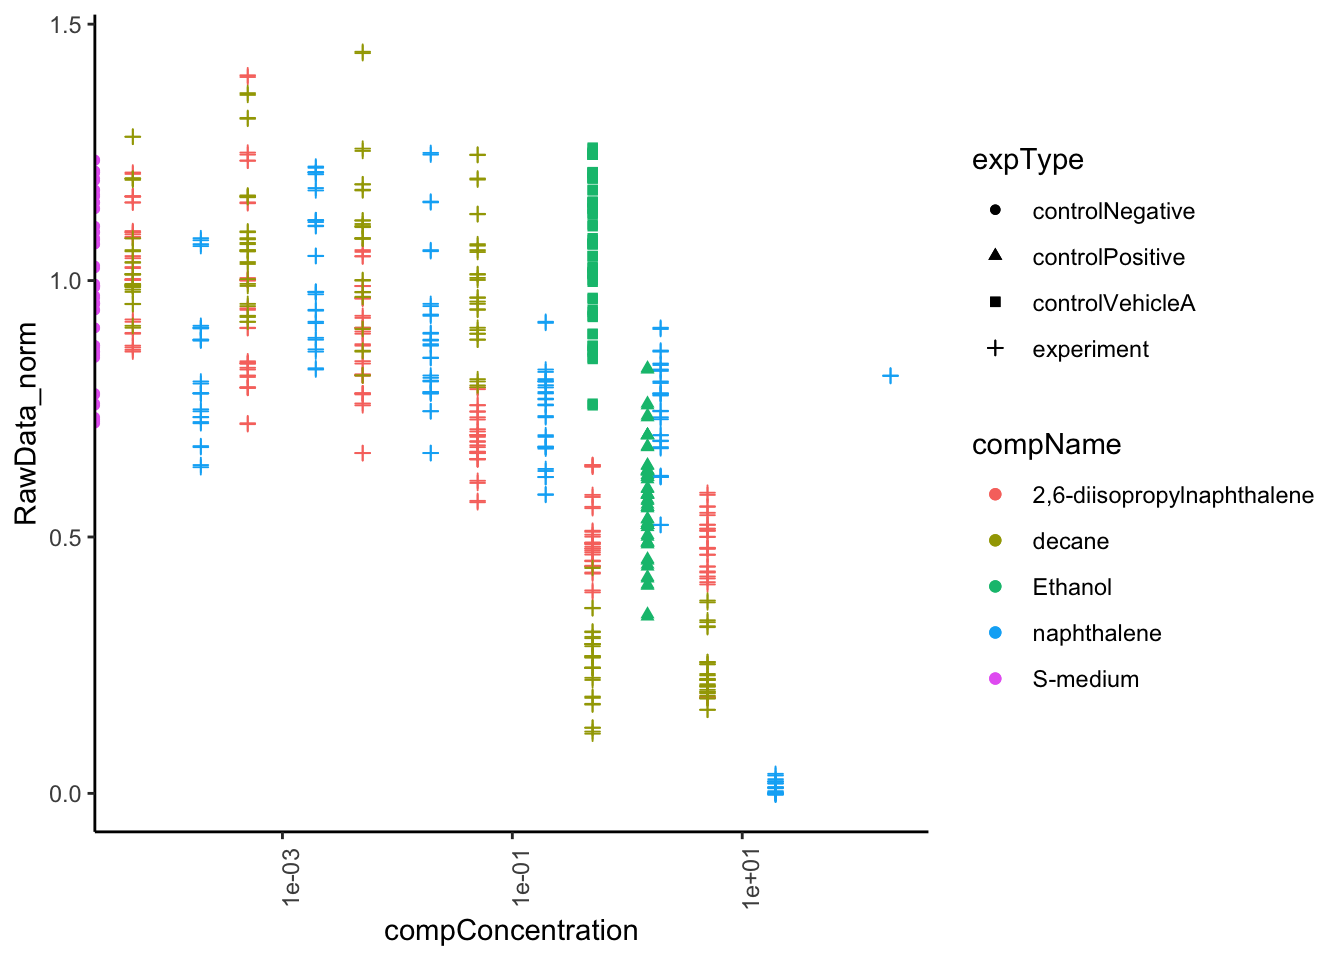 1.5
1.0
0.5
0.0
RawData_norm
1e-03
1e-01
1e+01
compConcentration
expType
controlNegative
controlPositive
controlVehicleA
experiment
compName
2,6-diisopropylnaphthalene
decane
Ethanol
naphthalene
S-medium